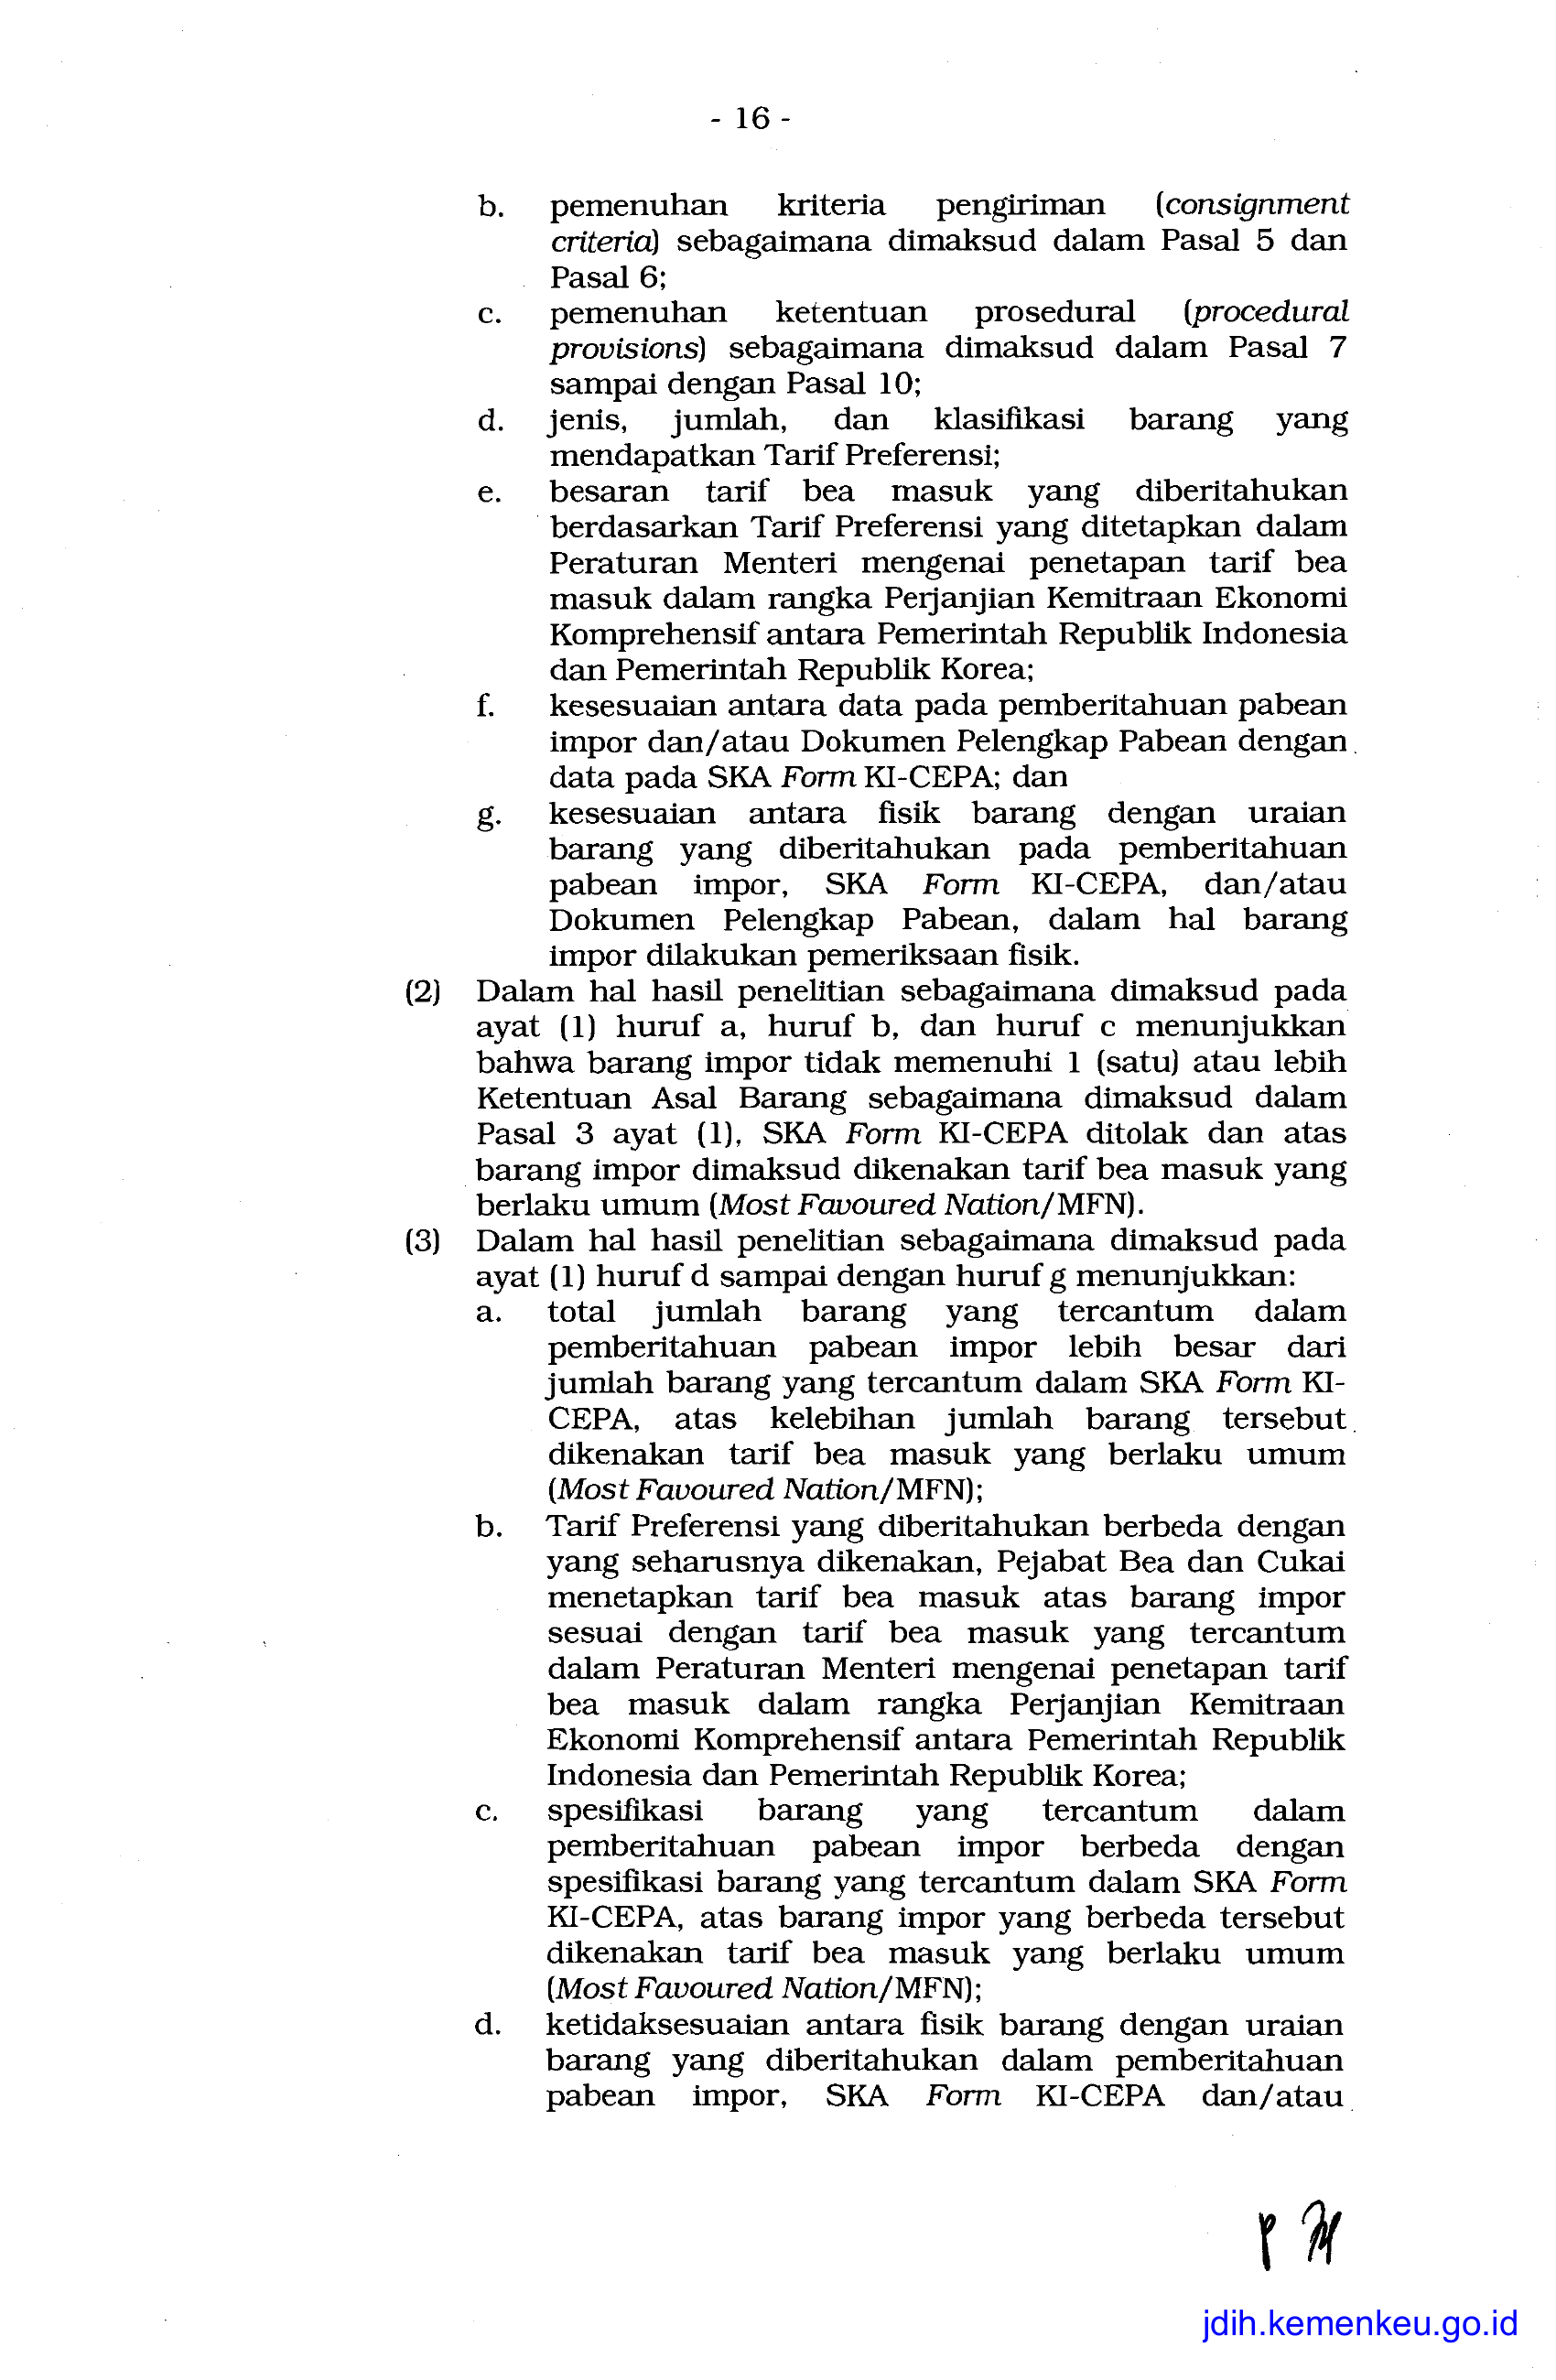 - 16 -
b. pemenuhan kriteria pengiriman (consignment
criteria) sebagaimana dimaksud dalam Pasal 5 dan
Pasal 6;
c. pemenuhan ketentuan prosedural (procedural
provisions) sebagaimana dimaksud dalam Pasal 7
sampai dengan Pasal 10;
d. jenis, jumlah, dan klasifikasi barang yang
mendapatkan Tarif Preferensi;
e. besaran tarif bea masuk yang diberitahukan
berdasarkan Tarif Preferensi yang ditetapkan dalam
Peraturan Menteri mengenai penetapan tarif bea
masuk dalam rangka Perjanjian Kemitraan Ekonomi
Komprehensif antara Pemerintah Republik Indonesia
dan Pemerintah Republik Korea;
f. kesesuaian antara data pada pemberitahuan pabean
impor dan/atau Dokumen Pelengkap Pabean dengan
data pada SKA Form KI-CEPA; dan
g. kesesuaian antara fisik barang dengan uraian
barang yang diberitahukan pada pemberitahuan
pabean impor, SKA Form KI-CEPA, dan/atau
Dokumen Pelengkap Pabean, dalam hal barang
impor dilakukan pemeriksaan fisik.
(2) Dalam hal hasil penelitian sebagaimana dimaksud pada
ayat (1) huruf a, huruf b, dan huruf c menunjukkan
bahwa barang impor tidak memenuhi 1 (satu) atau lebih
Ketentuan Asal Barang sebagaimana dimaksud dalam
Pasal 3 ayat (1), SKA Form KI-CEPA ditolak dan atas
barang impor dimaksud dikenakan tarif bea masuk yang
berlaku umum (Most Favoured Nation/MFN).
(3) Dalam hal hasil penelitian sebagaimana dimaksud pada
ayat (1) huruf d sampai dengan huruf g menunjukkan:
a. total jumlah barang yang tercantum dalam
pemberitahuan pabean impor lebih besar dari
jumlah barang yang tercantum dalam SKA Form KI-
CEPA, atas kelebihan jumlah barang tersebut
dikenakan tarif bea masuk yang berlaku umum
(Most Favoured Nation/MFN);
b. Tarif Preferensi yang diberitahukan berbeda dengan
yang seharusnya dikenakan, Pejabat Bea dan Cukai
menetapkan tarif bea masuk atas barang impor
sesuai dengan tarif bea masuk yang tercantum
dalam Peraturan Menteri mengenai penetapan tarif
bea masuk dalam rangka Perjanjian Kemitraan
Ekonomi Komprehensif antara Pemerintah Republik
Indonesia dan Pemerintah Republik Korea;
c. spesifikasi barang yang tercantum dalam
pemberitahuan pabean impor berbeda dengan
spesifikasi barang yang tercantum dalam SKA Form
KI-CEPA, atas barang impor yang berbeda tersebut
dikenakan tarif bea masuk yang berlaku umum
(Most Favoured Nation/MFN);
d. ketidaksesuaian antara fisik barang dengan uraian
barang yang diberitahukan dalam pemberitahuan
pabean impor, SKA Form KI-CEPA dan/atau
jdih.kemenkeu.go.id